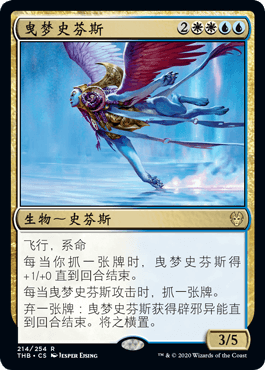 曳梦史芬斯 2
生物～史芬斯
飞行，系命
每当你抓一张牌时，曳梦史芬斯得
+1/+0 直到回合结束。
每当曳梦史芬斯攻击时，抓一张牌。
弃一张牌：曳梦史芬斯获得辟邪异能直
到回合结束。将之横置。
3/5
214/254 R
THB • CS JESPER EJSING
™ & © 2020 Wizards of the Coast